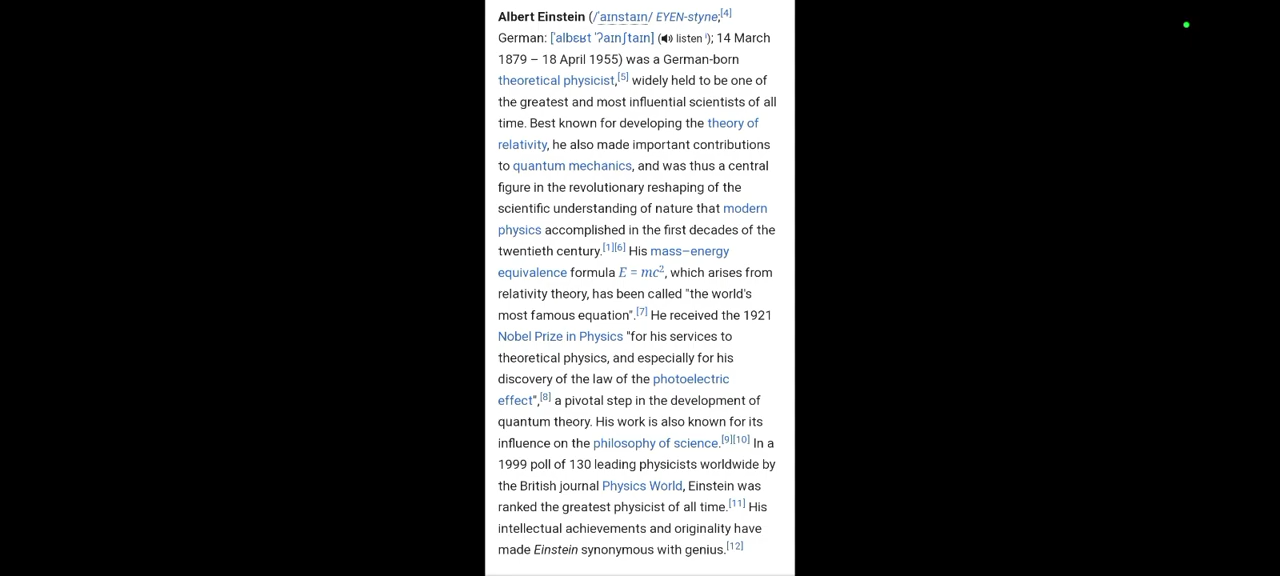 Albert Einstein (/ˈaɪnstaɪn/ EYEN-styne;[4]
German: [ˈalbɛʁt ˈʔaɪnʃtaɪn] (listen ⁱ); 14 March
1879 – 18 April 1955) was a German-born
theoretical physicist,[5] widely held to be one of
the greatest and most influential scientists of all
time. Best known for developing the theory of
relativity, he also made important contributions
to quantum mechanics, and was thus a central
figure in the revolutionary reshaping of the
scientific understanding of nature that modern
physics accomplished in the first decades of the
twentieth century.[1][6] His mass–energy
equivalence formula E = mc², which arises from
relativity theory, has been called "the world's
most famous equation".[7] He received the 1921
Nobel Prize in Physics "for his services to
theoretical physics, and especially for his
discovery of the law of the photoelectric
effect",[8] a pivotal step in the development of
quantum theory. His work is also known for its
influence on the philosophy of science.[9][10] In a
1999 poll of 130 leading physicists worldwide by
the British journal Physics World, Einstein was
ranked the greatest physicist of all time.[11] His
intellectual achievements and originality have
made Einstein synonymous with genius.[12]